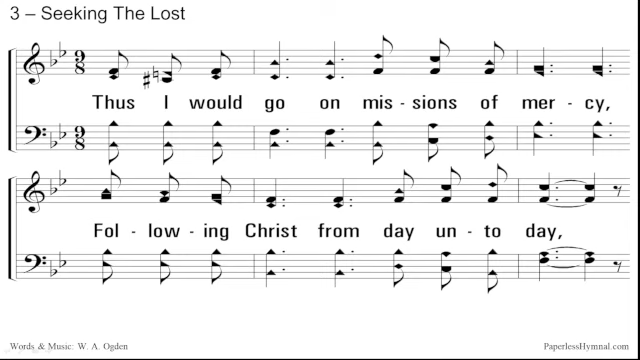 3 – Seeking The Lost
Thus I would go on mis-sions of mer-cy,
Fol-low-ing Christ from day un-to day,
Words & Music: W. A. Ogden
PaperlessHymnal.com